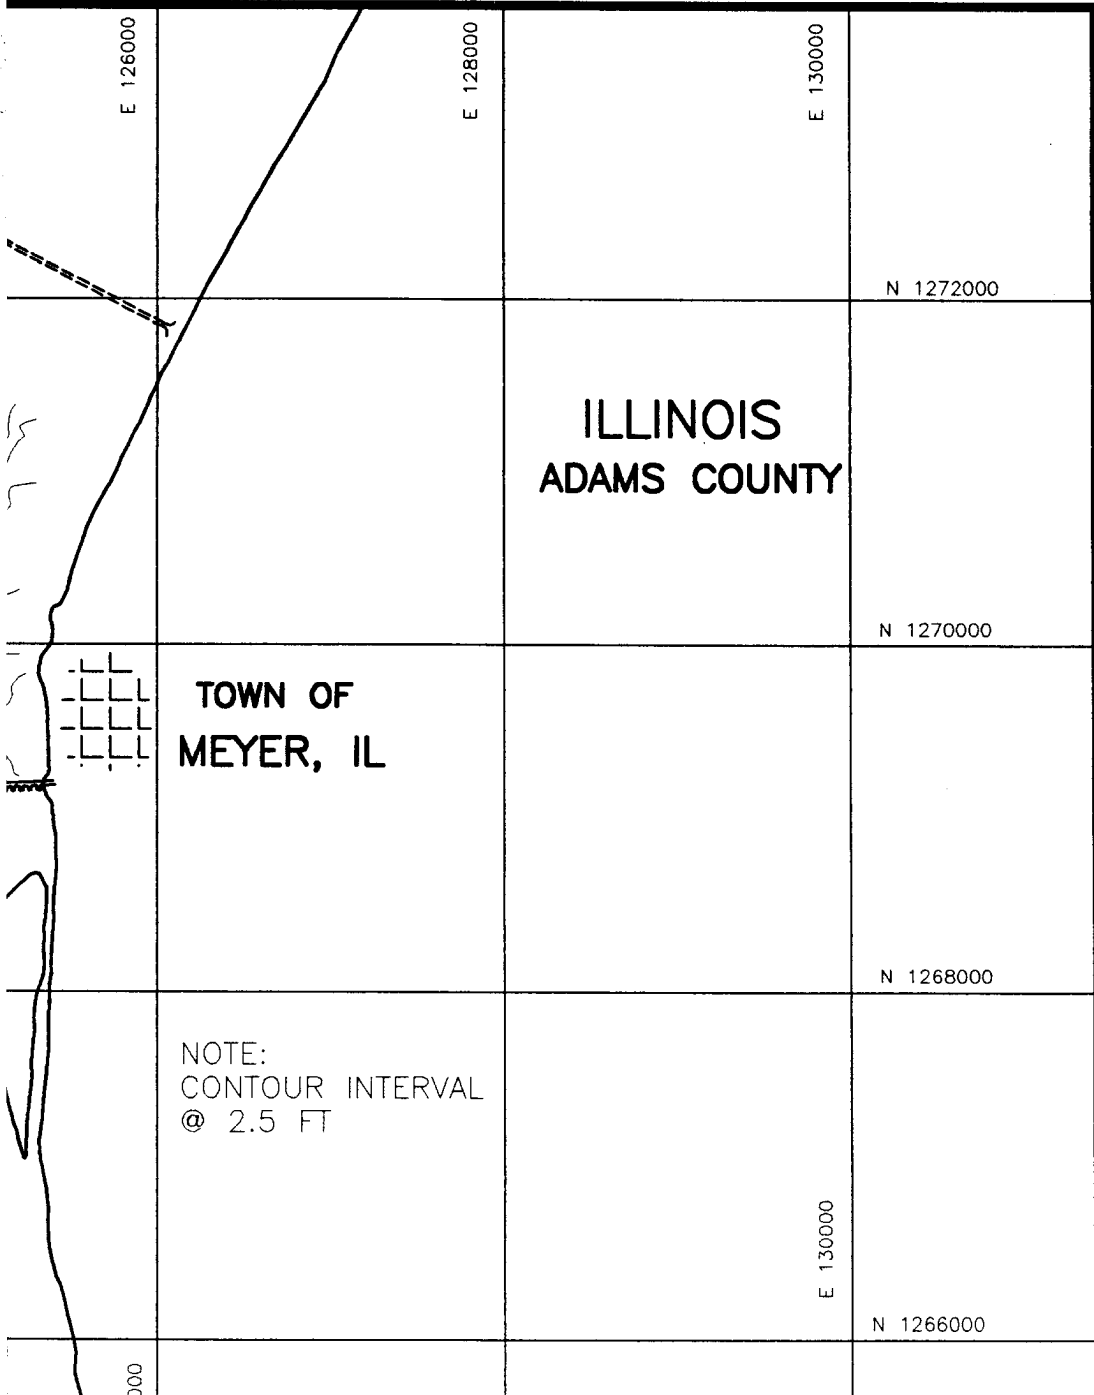 E 126000
E 128000
E 130000
N 1272000
ILLINOIS
ADAMS COUNTY
N 1270000
TOWN OF
MEYER, IL
N 1268000
NOTE:
CONTOUR INTERVAL
@ 2.5 FT
E 130000
N 1266000
000